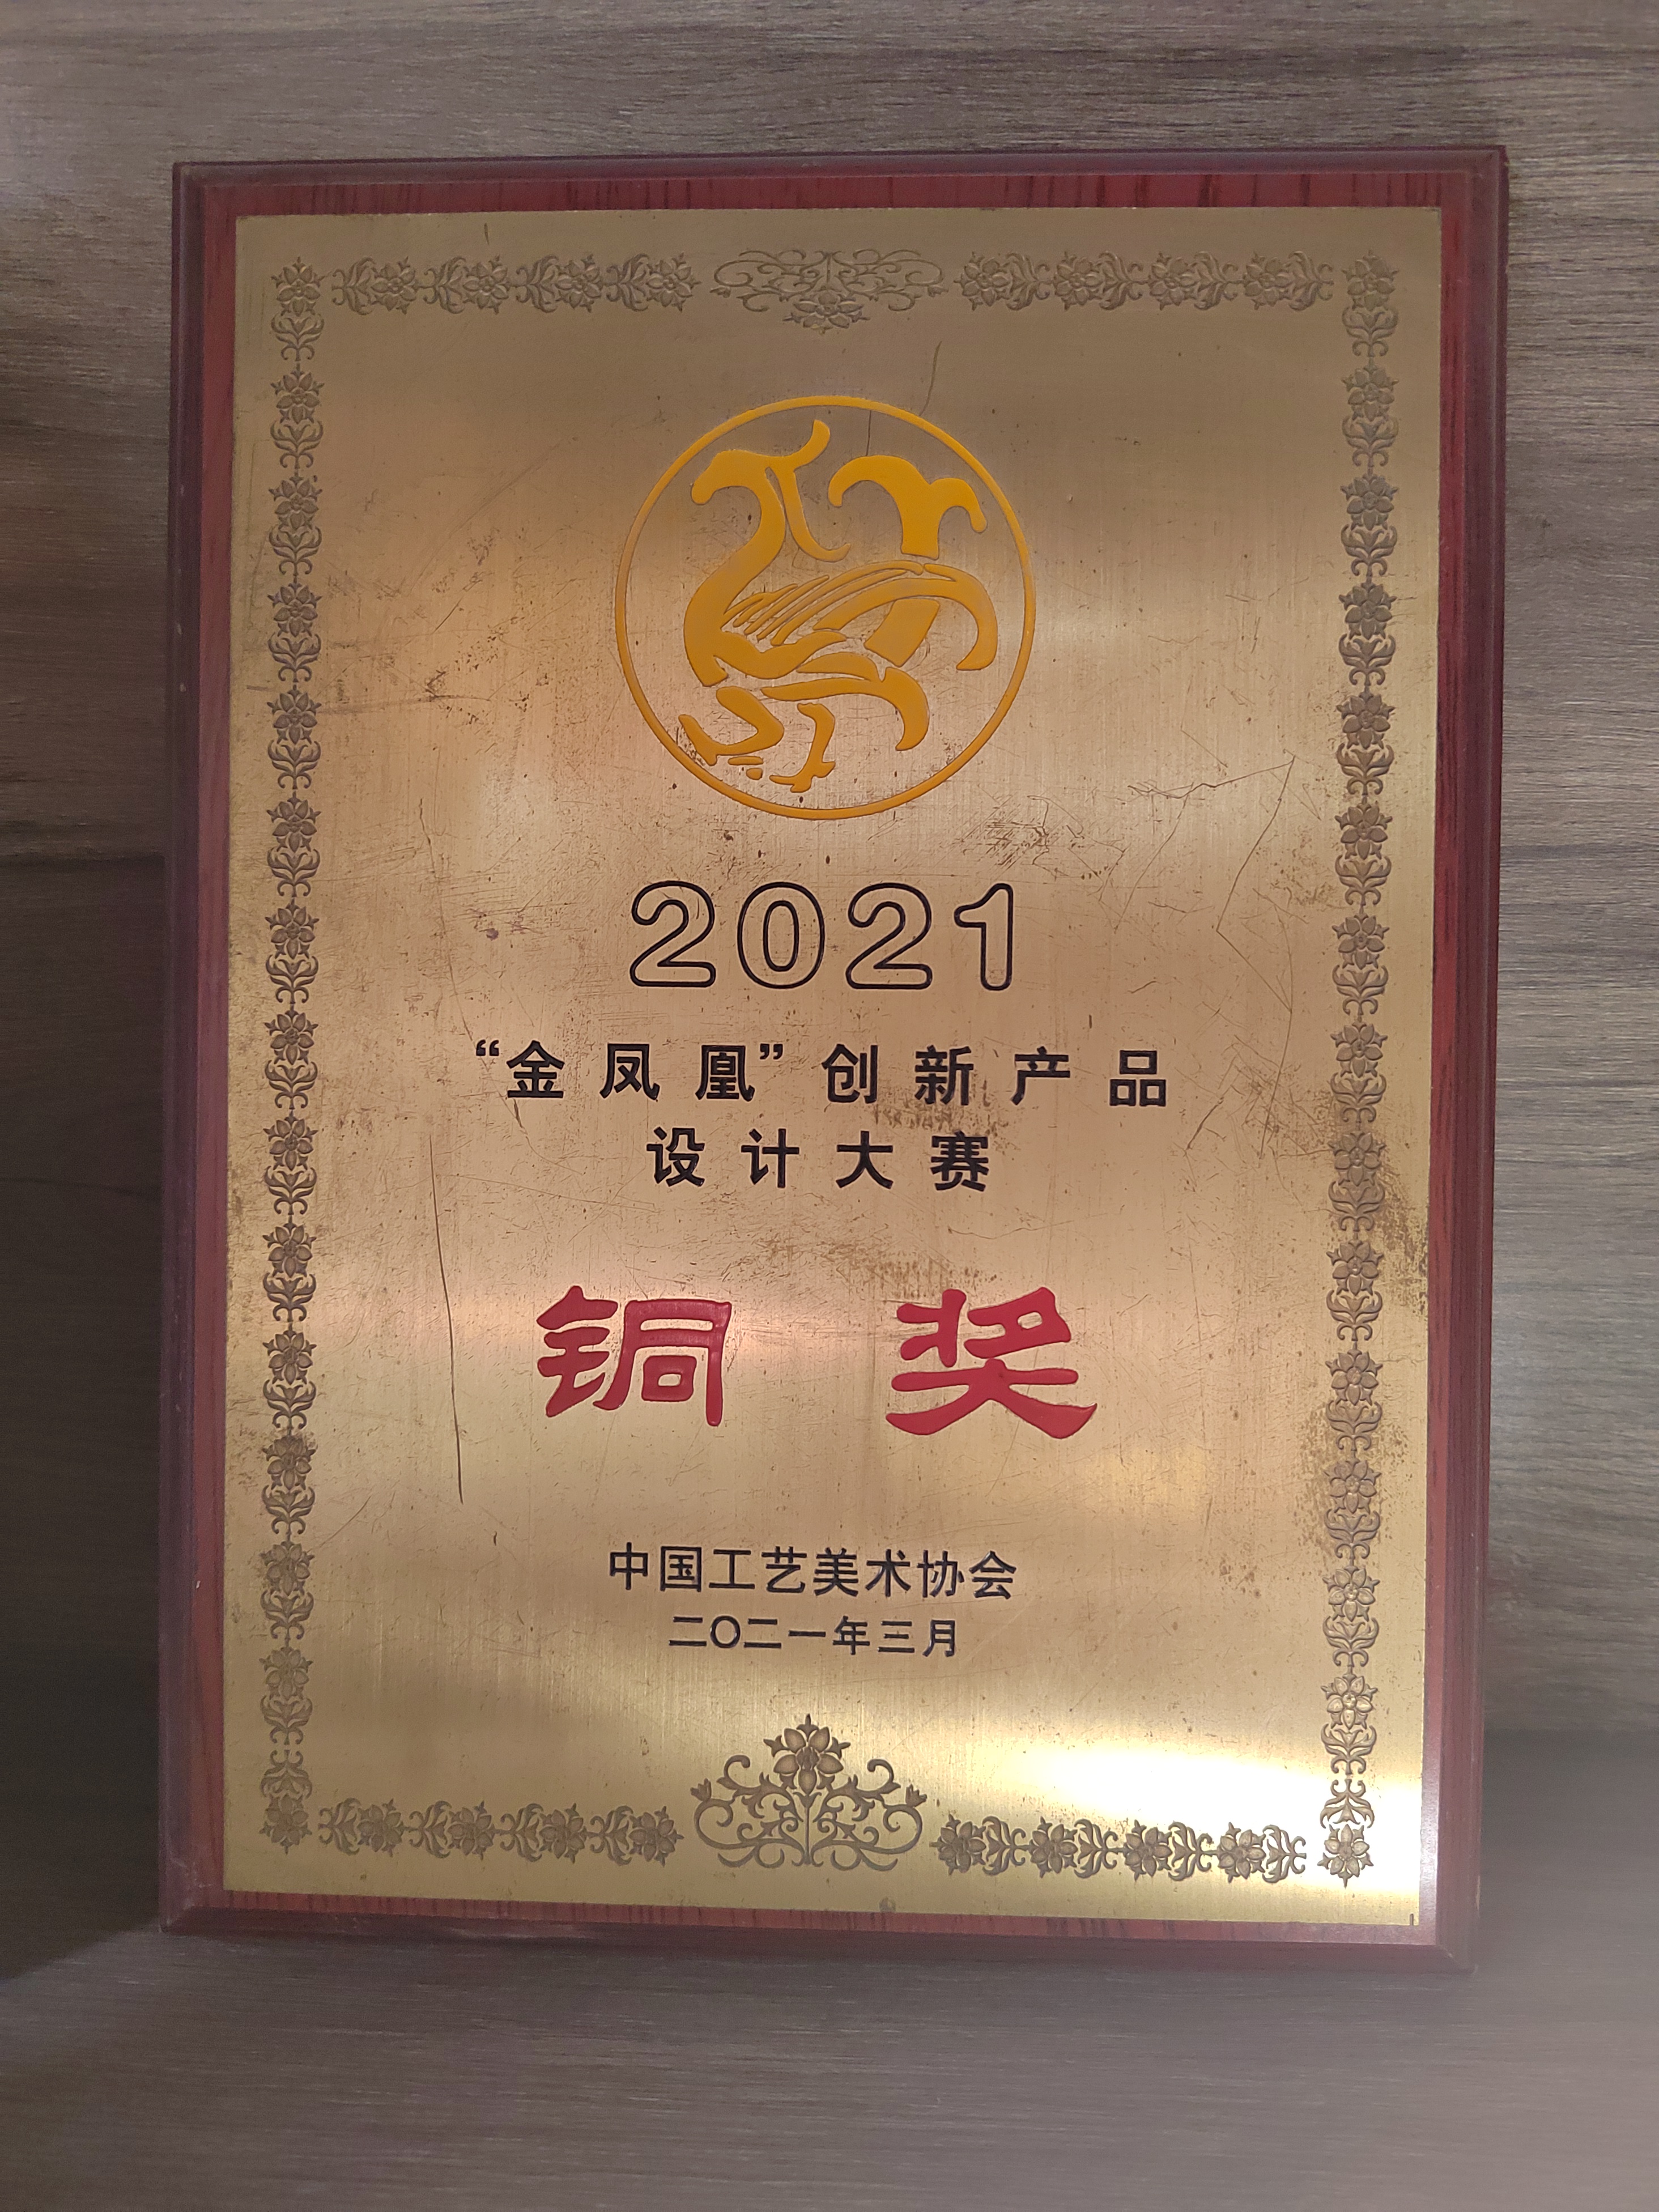 2021
“金凤凰”创新产品
设计大赛
铜奖
中国工艺美术协会
二〇二一年三月